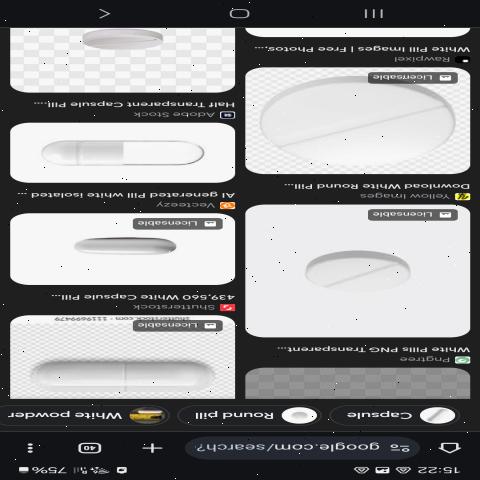 15:22 75%
google.com/search? 40
Capsule Round pill White powder
Pngtree
White Pills PNG Transparent...
Licensable
Yellow Images
Download White Round Pill...
Licensable
Rawpixel
White Pill Images | Free Photos,...
Licensable
shutterstock.com · 1119699479
Shutterstock
439,560 White Capsule Pill...
Licensable
Vecteezy
AI generated Pill white isolated
Adobe Stock
Half Transparent Capsule Pill....